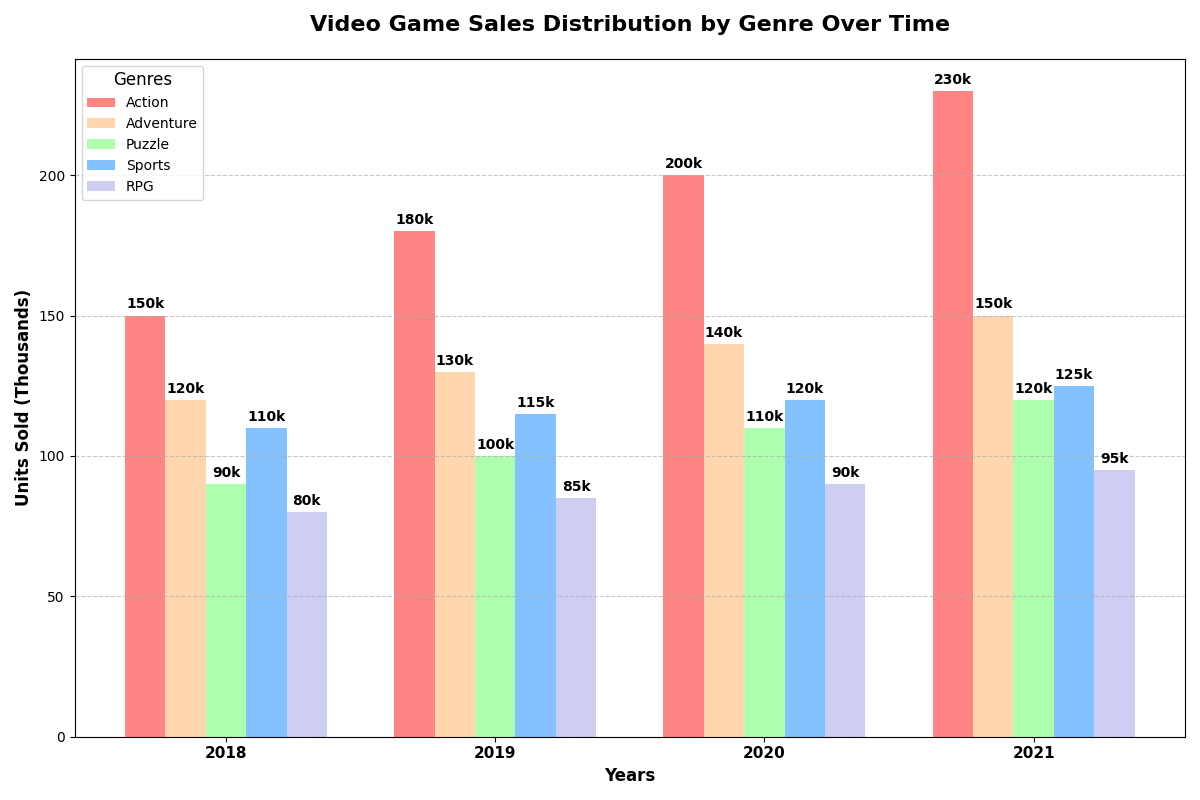 Video Game Sales Distribution by Genre Over Time
Genres
Action
Adventure
Puzzle
Sports
RPG
Units Sold (Thousands)
200
150
100
50
0
150k
120k
90k
110k
80k
180k
130k
100k
115k
85k
200k
140k
110k
120k
90k
230k
150k
120k
125k
95k
2018
2019
2020
2021
Years